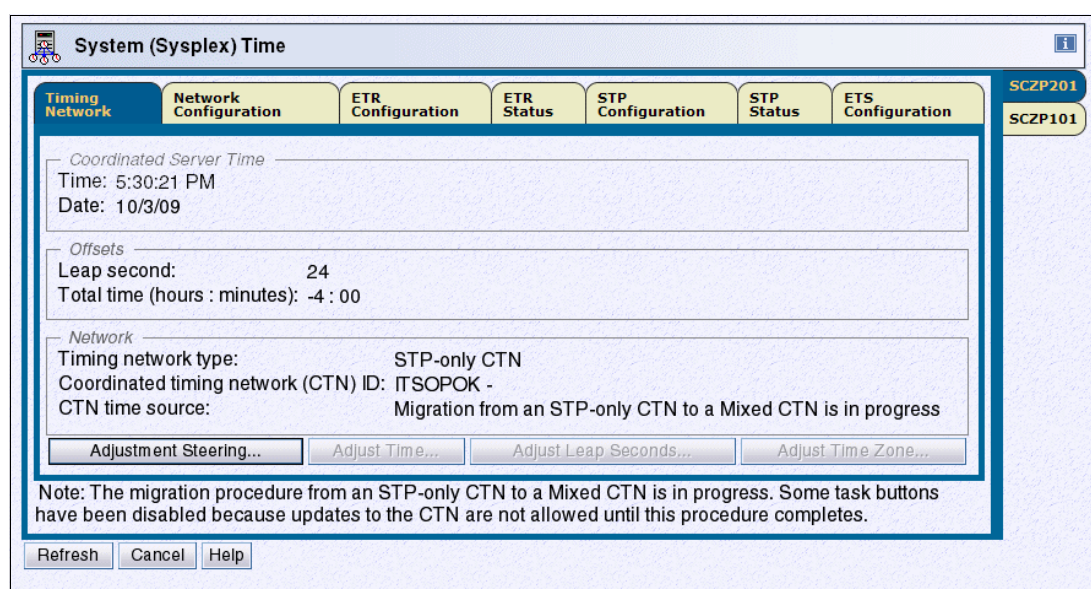 System (Sysplex) Time
i
SCZP201
SCZP101
Timing Network
Network Configuration
ETR Configuration
ETR Status
STP Configuration
STP Status
ETS Configuration
Coordinated Server Time
Time: 5:30:21 PM
Date: 10/3/09
Offsets
Leap second: 24
Total time (hours : minutes): -4 : 00
Network
Timing network type: STP-only CTN
Coordinated timing network (CTN) ID: ITSOPOK -
CTN time source: Migration from an STP-only CTN to a Mixed CTN is in progress
Adjustment Steering... Adjust Time... Adjust Leap Seconds... Adjust Time Zone...
Note: The migration procedure from an STP-only CTN to a Mixed CTN is in progress. Some task buttons
have been disabled because updates to the CTN are not allowed until this procedure completes.
Refresh Cancel Help